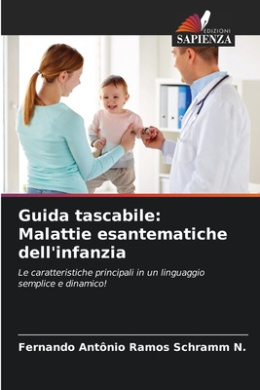 EDIZIONI
SAPIENZA
Guida tascabile:
Malattie esantematiche
dell'infanzia
Le caratteristiche principali in un linguaggio
semplice e dinamico!
Fernando Antônio Ramos Schramm N.